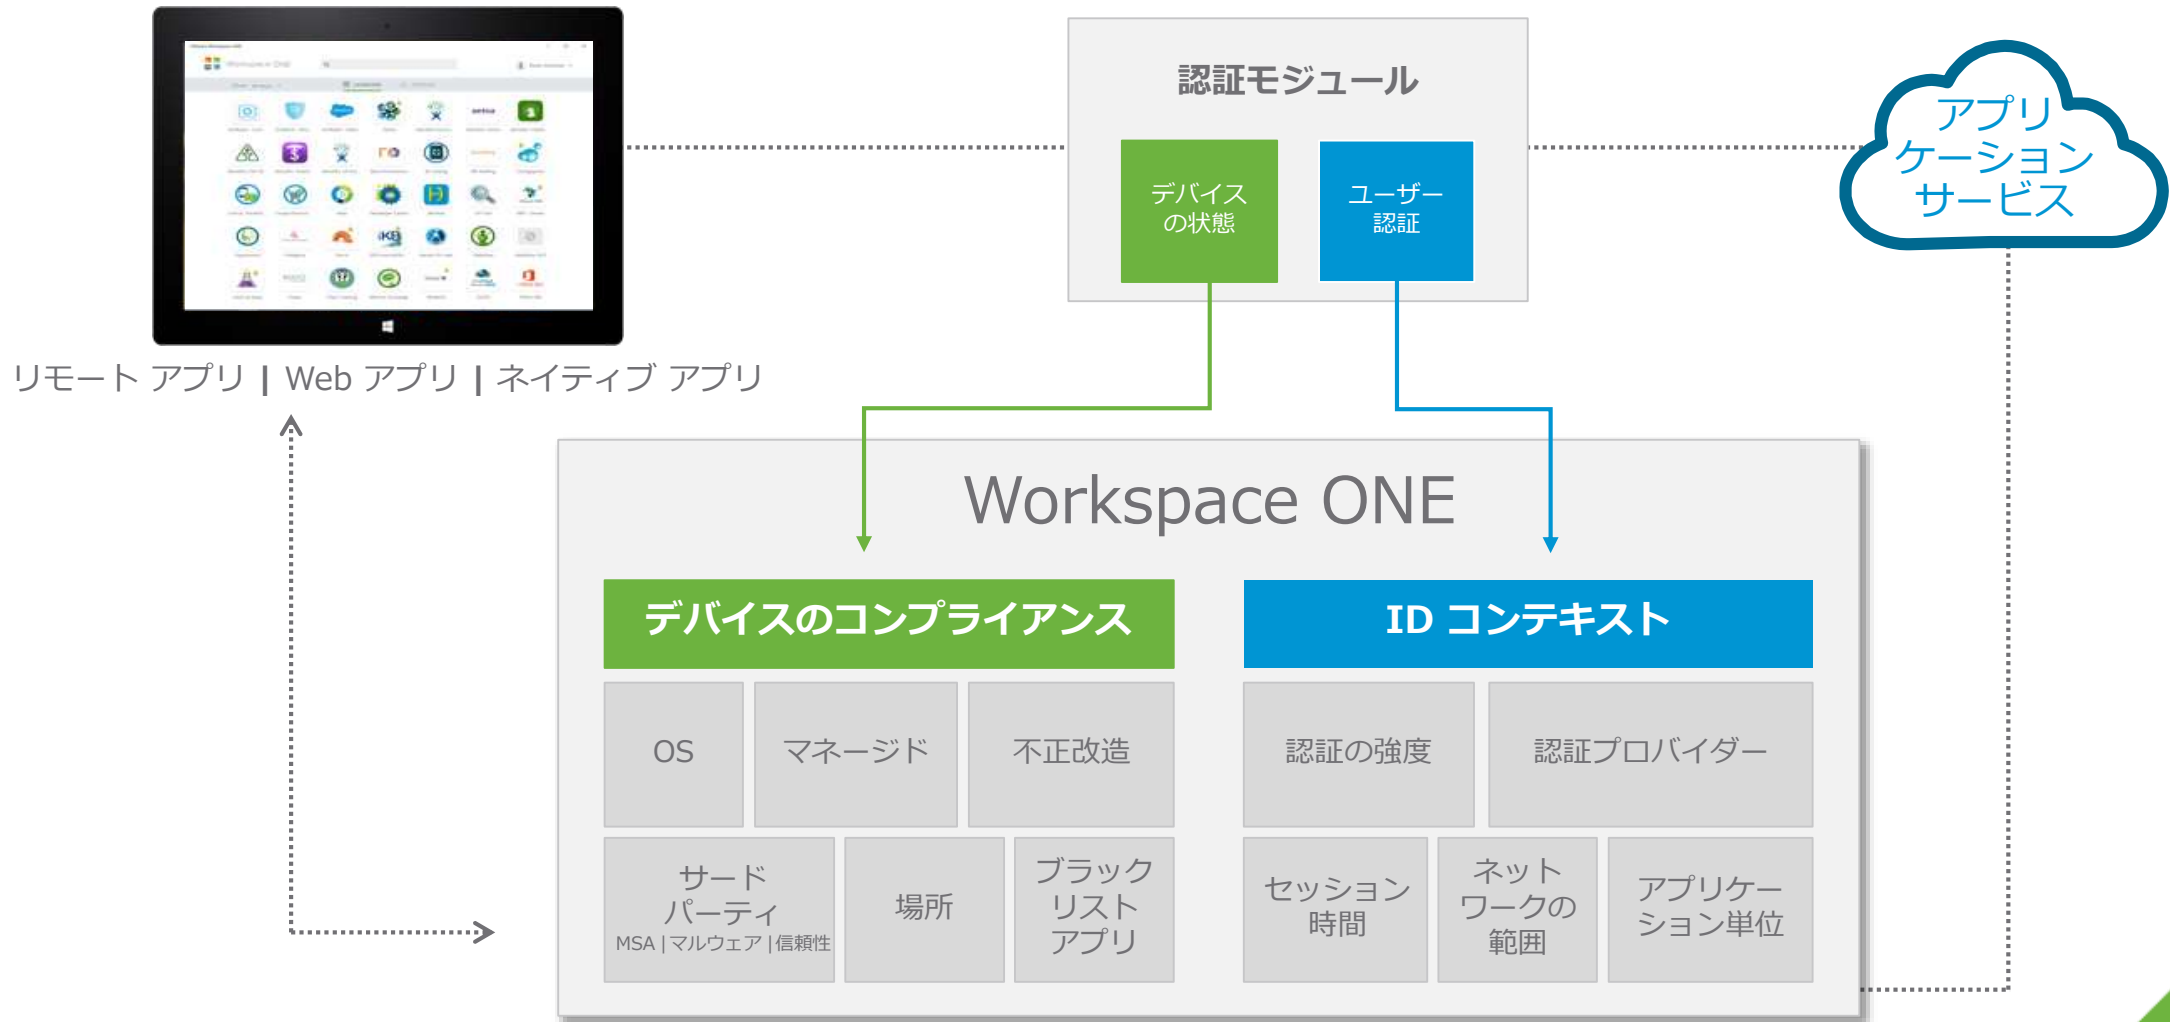 Workspace ONE
認証モジュール
デバイス
の状態
ユーザー
認証
アプリ
ケーション
サービス
リモート アプリ | Web アプリ | ネイティブ アプリ
Workspace ONE
デバイスのコンプライアンス
ID コンテキスト
OS
マネージド
不正改造
認証の強度
認証プロバイダー
サード
パーティ
MSA |マルウェア |信頼性
場所
ブラック
リスト
アプリ
セッション
時間
ネット
ワークの
範囲
アプリケー
ション単位